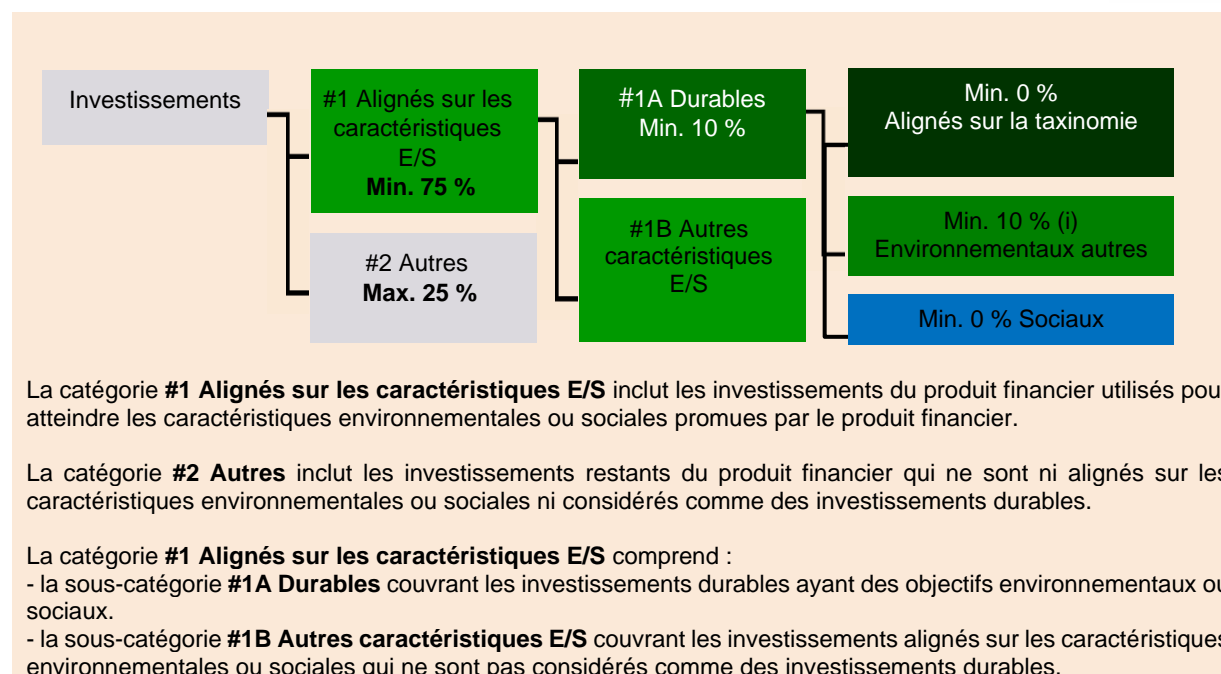 Investissements
#1 Alignés sur les
caractéristiques
E/S
Min. 75 %
#2 Autres
Max. 25 %
#1A Durables
Min. 10 %
#1B Autres
caractéristiques
E/S
Min. 0 %
Alignés sur la taxinomie
Min. 10 % (i)
Environnementaux autres
Min. 0 % Sociaux
La catégorie #1 Alignés sur les caractéristiques E/S inclut les investissements du produit financier utilisés pou
atteindre les caractéristiques environnementales ou sociales promues par le produit financier.
La catégorie #2 Autres inclut les investissements restants du produit financier qui ne sont ni alignés sur les
caractéristiques environnementales ou sociales ni considérés comme des investissements durables.
La catégorie #1 Alignés sur les caractéristiques E/S comprend :
- la sous-catégorie #1A Durables couvrant les investissements durables ayant des objectifs environnementaux ou
sociaux.
- la sous-catégorie #1B Autres caractéristiques E/S couvrant les investissements alignés sur les caractéristiques
environnementales ou sociales qui ne sont pas considérés comme des investissements durables.